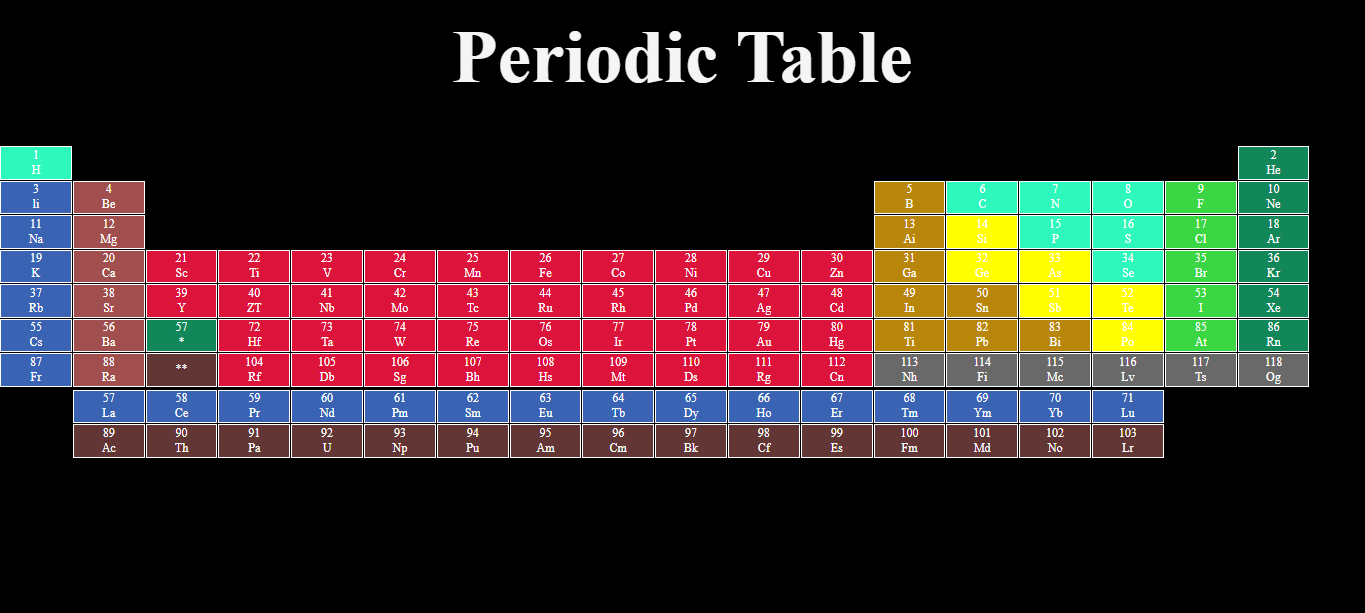 Periodic Table
1 2
H He
3 4 5 6 7 8 9 10
li Be B C N O F Ne
11 12 13 14 15 16 17 18
Na Mg Ai Si P S Cl Ar
19 20 21 22 23 24 25 26 27 28 29 30 31 32 33 34 35 36
K Ca Sc Ti V Cr Mn Fe Co Ni Cu Zn Ga Ge As Se Br Kr
37 38 39 40 41 42 43 44 45 46 47 48 49 50 51 52 53 54
Rb Sr Y ZT Nb Mo Tc Ru Rh Pd Ag Cd In Sn Sb Te I Xe
55 56 57 72 73 74 75 76 77 78 79 80 81 82 83 84 85 86
Cs Ba * Hf Ta W Re Os Ir Pt Au Hg Ti Pb Bi Po At Rn
87 88 ** 104 105 106 107 108 109 110 111 112 113 114 115 116 117 118
Fr Ra Rf Db Sg Bh Hs Mt Ds Rg Cn Nh Fi Mc Lv Ts Og
57 58 59 60 61 62 63 64 65 66 67 68 69 70 71
La Ce Pr Nd Pm Sm Eu Tb Dy Ho Er Tm Ym Yb Lu
89 90 91 92 93 94 95 96 97 98 99 100 101 102 103
Ac Th Pa U Np Pu Am Cm Bk Cf Es Fm Md No Lr